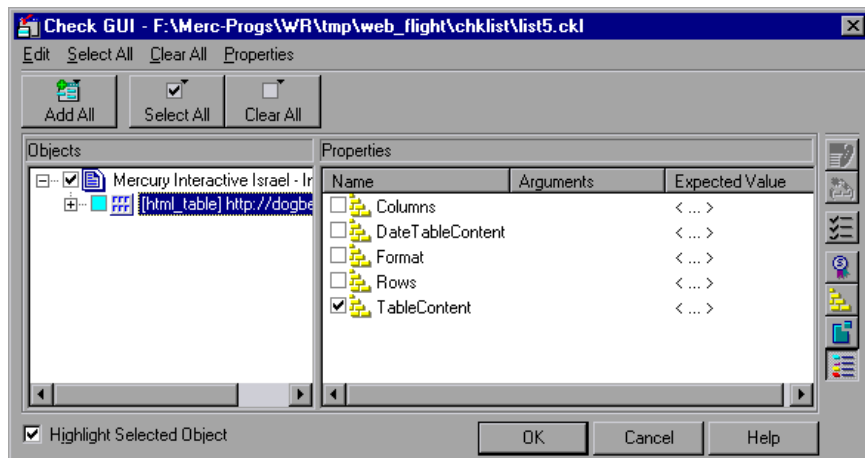 Check GUI - F:\Merc-Progs\WR\tmp\web_flight\chklist\list5.ckl
Edit Select All Clear All Properties
Add All Select All Clear All
Objects Properties
Mercury Interactive Israel - Ir
[html_table] http://dogbe
Name Arguments Expected Value
Columns < ... >
DateTableContent < ... >
Format < ... >
Rows < ... >
TableContent < ... >
Highlight Selected Object OK Cancel Help